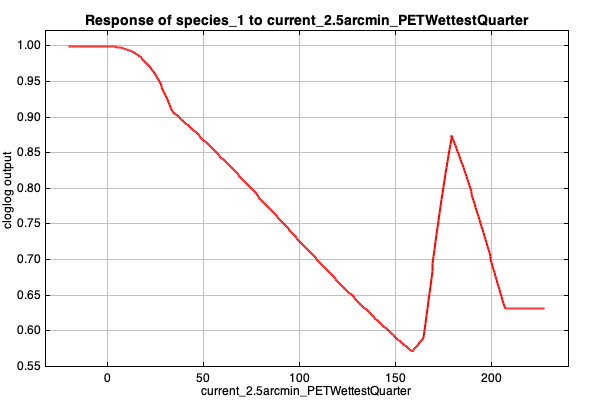 Response of species_1 to current_2.5arcmin_PETWettestQuarter
1.00
0.95
0.90
0.85
0.80
0.75
0.70
0.65
0.60
0.55
cloglog output
0 50 100 150 200
current_2.5arcmin_PETWettestQuarter